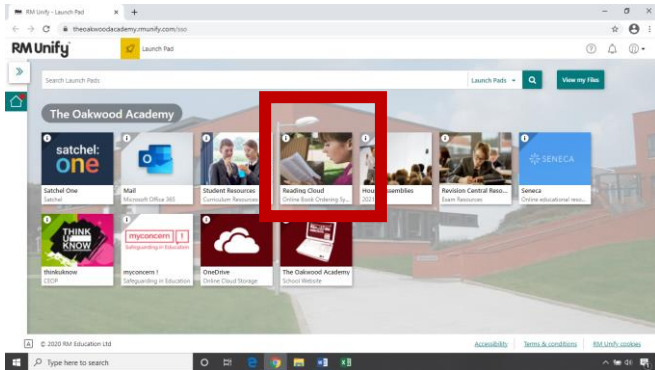 RM Unify - Launch Pad
theoakwoodacademy.rmunify.com/sso
RM Unify
Launch Pad
Search Launch Pads
Launch Pads
View my Files
The Oakwood Academy
satchel:
one
SENECA
Satchel One
Satchel
Mail
Microsoft Office 365
Student Resources
Curriculum Resources
Reading Cloud
Online Book Ordering Sy...
Assemblies
Revision Central Reso...
Exam Resources
Seneca
Online educational reso...
THINK
U
KNOW
myconcern !
Safeguarding in Education
thinkuknow
CEOP
myconcern !
Safeguarding in Education
OneDrive
Online Cloud Storage
The Oakwood Academy
School Website
© 2020 RM Education Ltd
Accessibility
Terms & conditions
RM Unify cookies
Type here to search